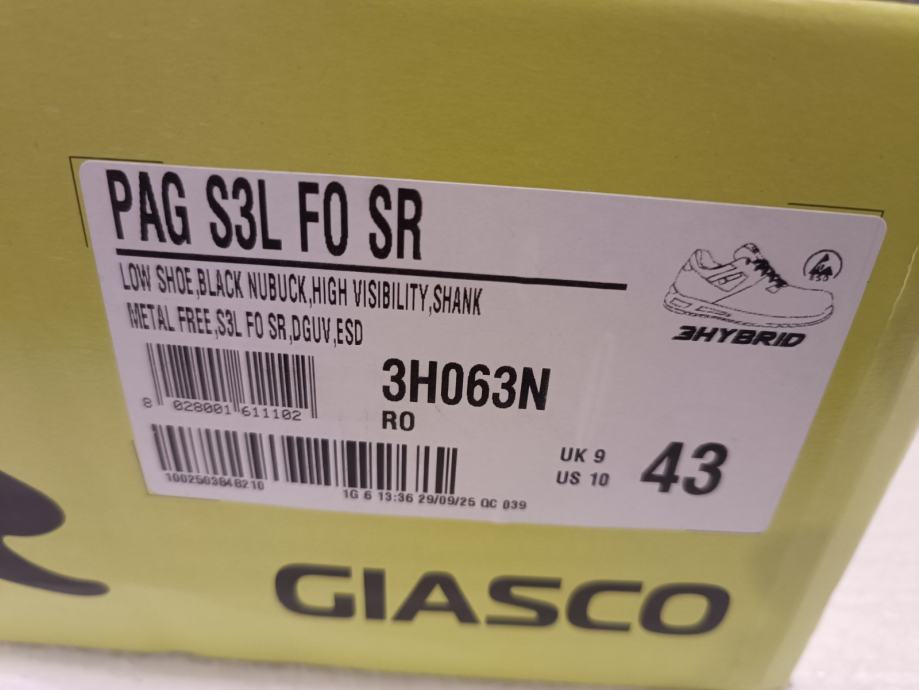 PAG S3L FO SR
LOW SHOE,BLACK NUBUCK,HIGH VISIBILITY,SHANK
METAL FREE,S3L FO SR,DGUV,ESD
ESD
3HYBRID
3H063N
RO
8 028001 611102
UK 9
US 10
43
1002503848210
1G 6 13:36 29/09/25 QC 039
GIASCO